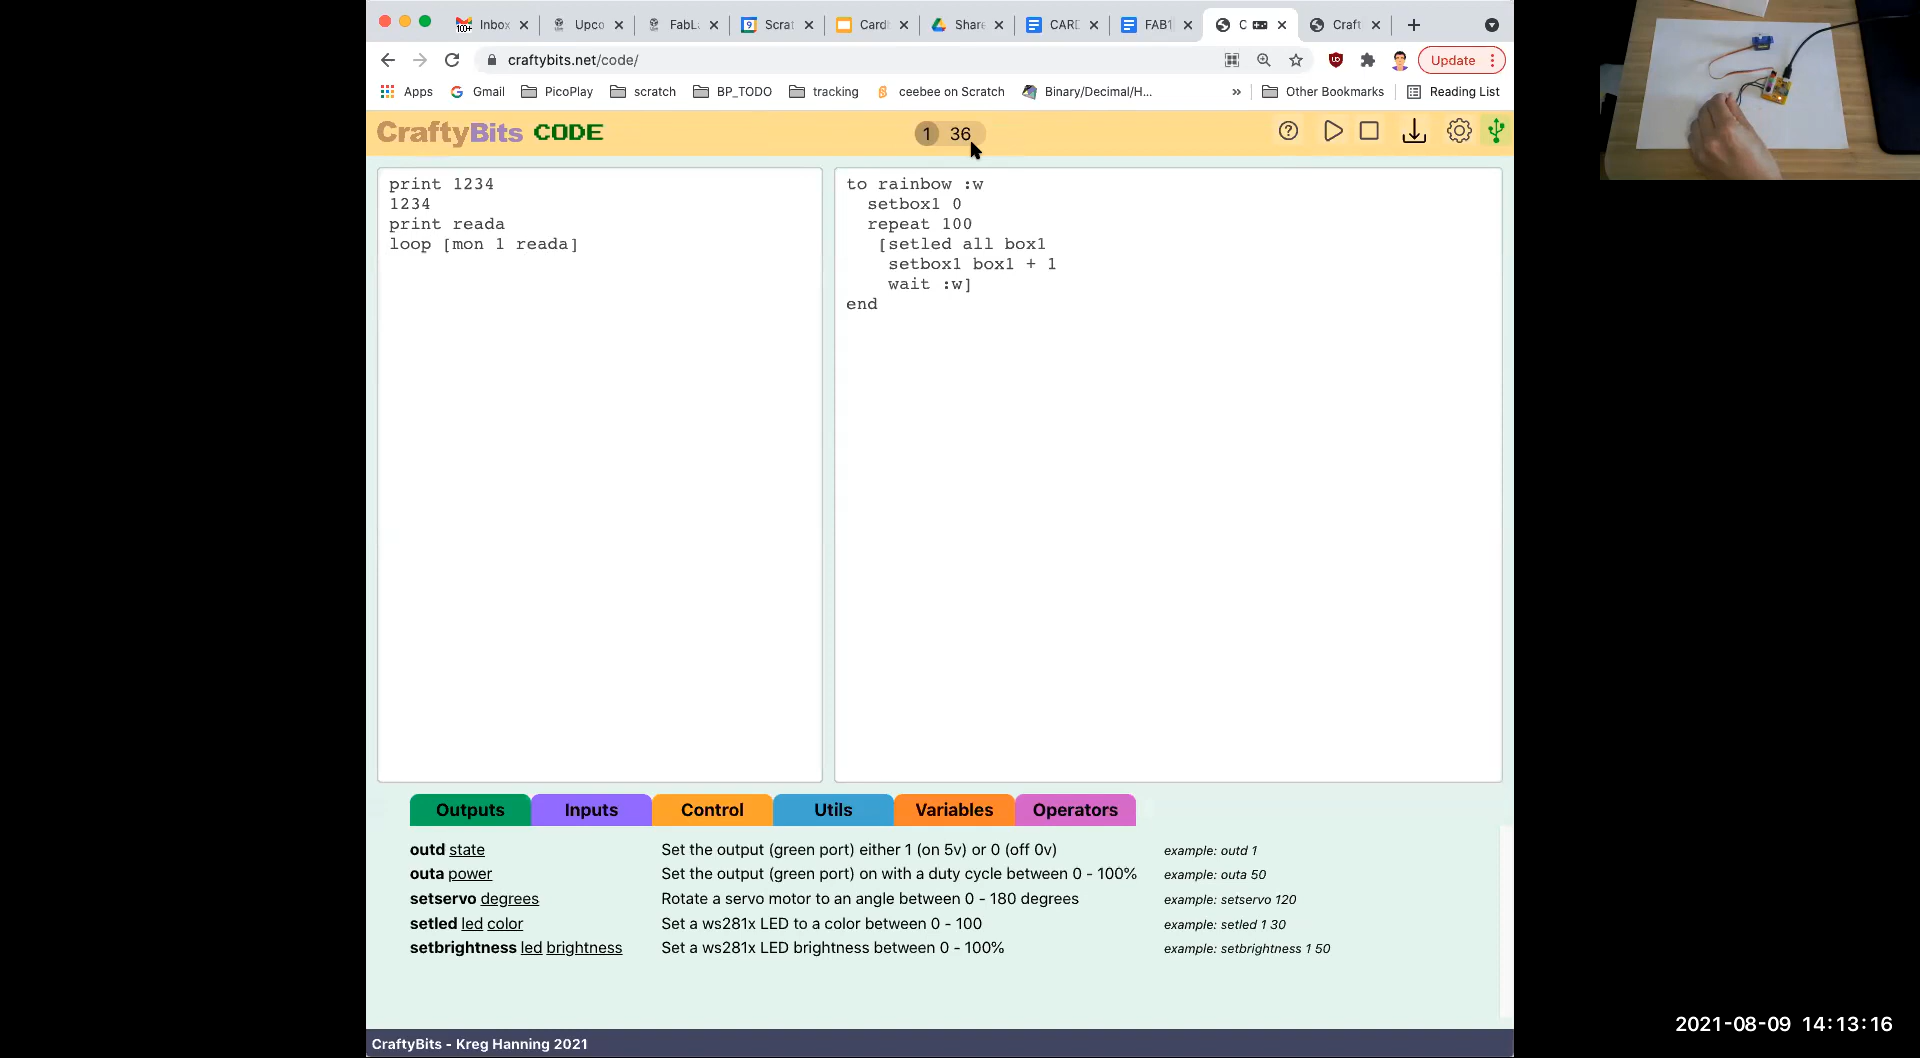 100+ Inbox
Upco
FabL
9 Scrat
Card
Share
CARD
FAB1
C
Craft
craftybits.net/code/
Update
Apps
Gmail
PicoPlay
scratch
BP_TODO
tracking
ceebee on Scratch
Binary/Decimal/H...
»
Other Bookmarks
Reading List
CraftyBits CODE
1 36
print 1234
1234
print reada
loop [mon 1 reada]
to rainbow :w
setbox1 0
repeat 100
[setled all box1
setbox1 box1 + 1
wait :w]
end
Outputs
Inputs
Control
Utils
Variables
Operators
outd state Set the output (green port) either 1 (on 5v) or 0 (off 0v) example: outd 1
outa power Set the output (green port) on with a duty cycle between 0 - 100% example: outa 50
setservo degrees Rotate a servo motor to an angle between 0 - 180 degrees example: setservo 120
setled led color Set a ws281x LED to a color between 0 - 100 example: setled 1 30
setbrightness led brightness Set a ws281x LED brightness between 0 - 100% example: setbrightness 1 50
CraftyBits - Kreg Hanning 2021
2021-08-09 14:13:16